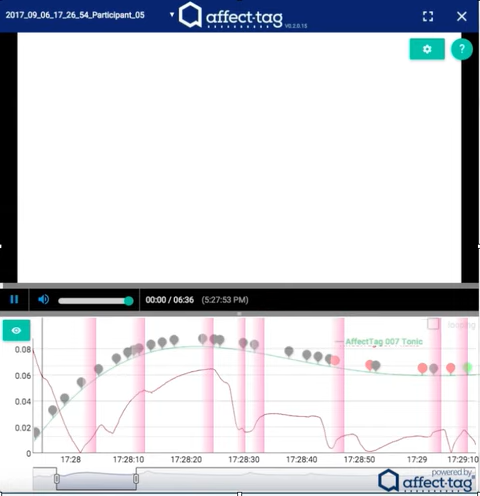 2017_09_06_17_26_54_Participant_05
affect·tag
V0.2.0.15
?
00:00 / 06:36 (5:27:53 PM)
looping
AffectTag 007 Tonic
0.08
0.06
0.04
0.02
0
17:28
17:28:10
17:28:20
17:28:30
17:28:40
17:28:50
17:29
17:29:10
powered by
affect·tag